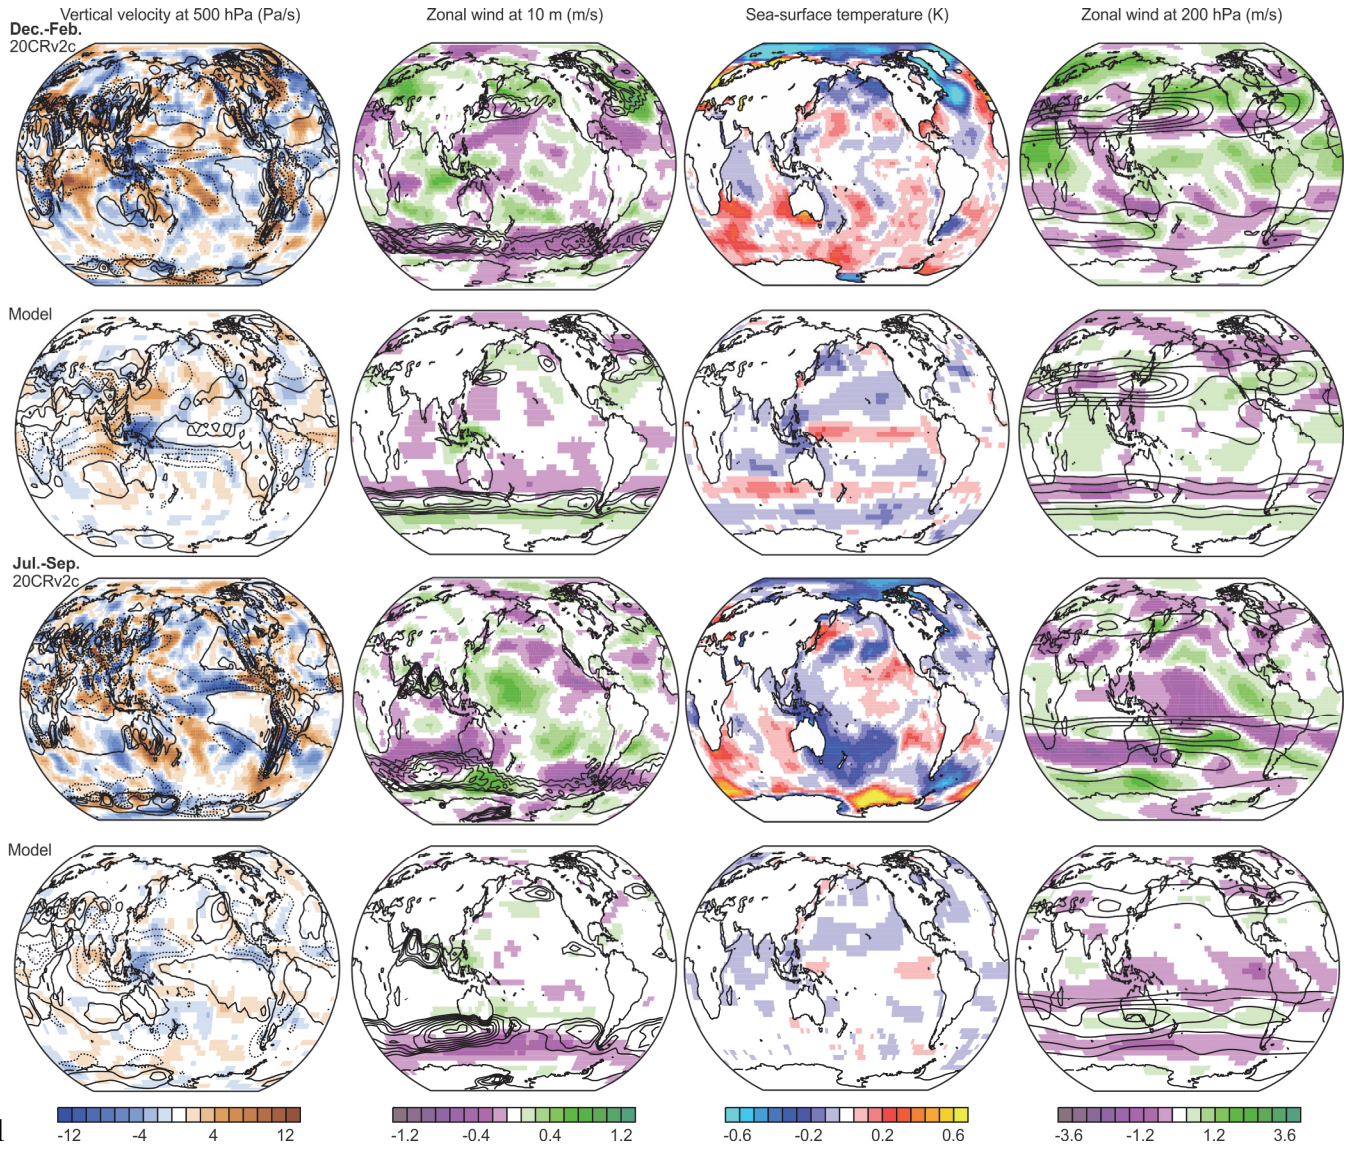 Vertical velocity at 500 hPa (Pa/s)
Zonal wind at 10 m (m/s)
Sea-surface temperature (K)
Zonal wind at 200 hPa (m/s)
Dec.-Feb.
20CRv2c
Model
Jul.-Sep.
20CRv2c
Model
-12 -4 4 12
-1.2 -0.4 0.4 1.2
-0.6 -0.2 0.2 0.6
-3.6 -1.2 1.2 3.6